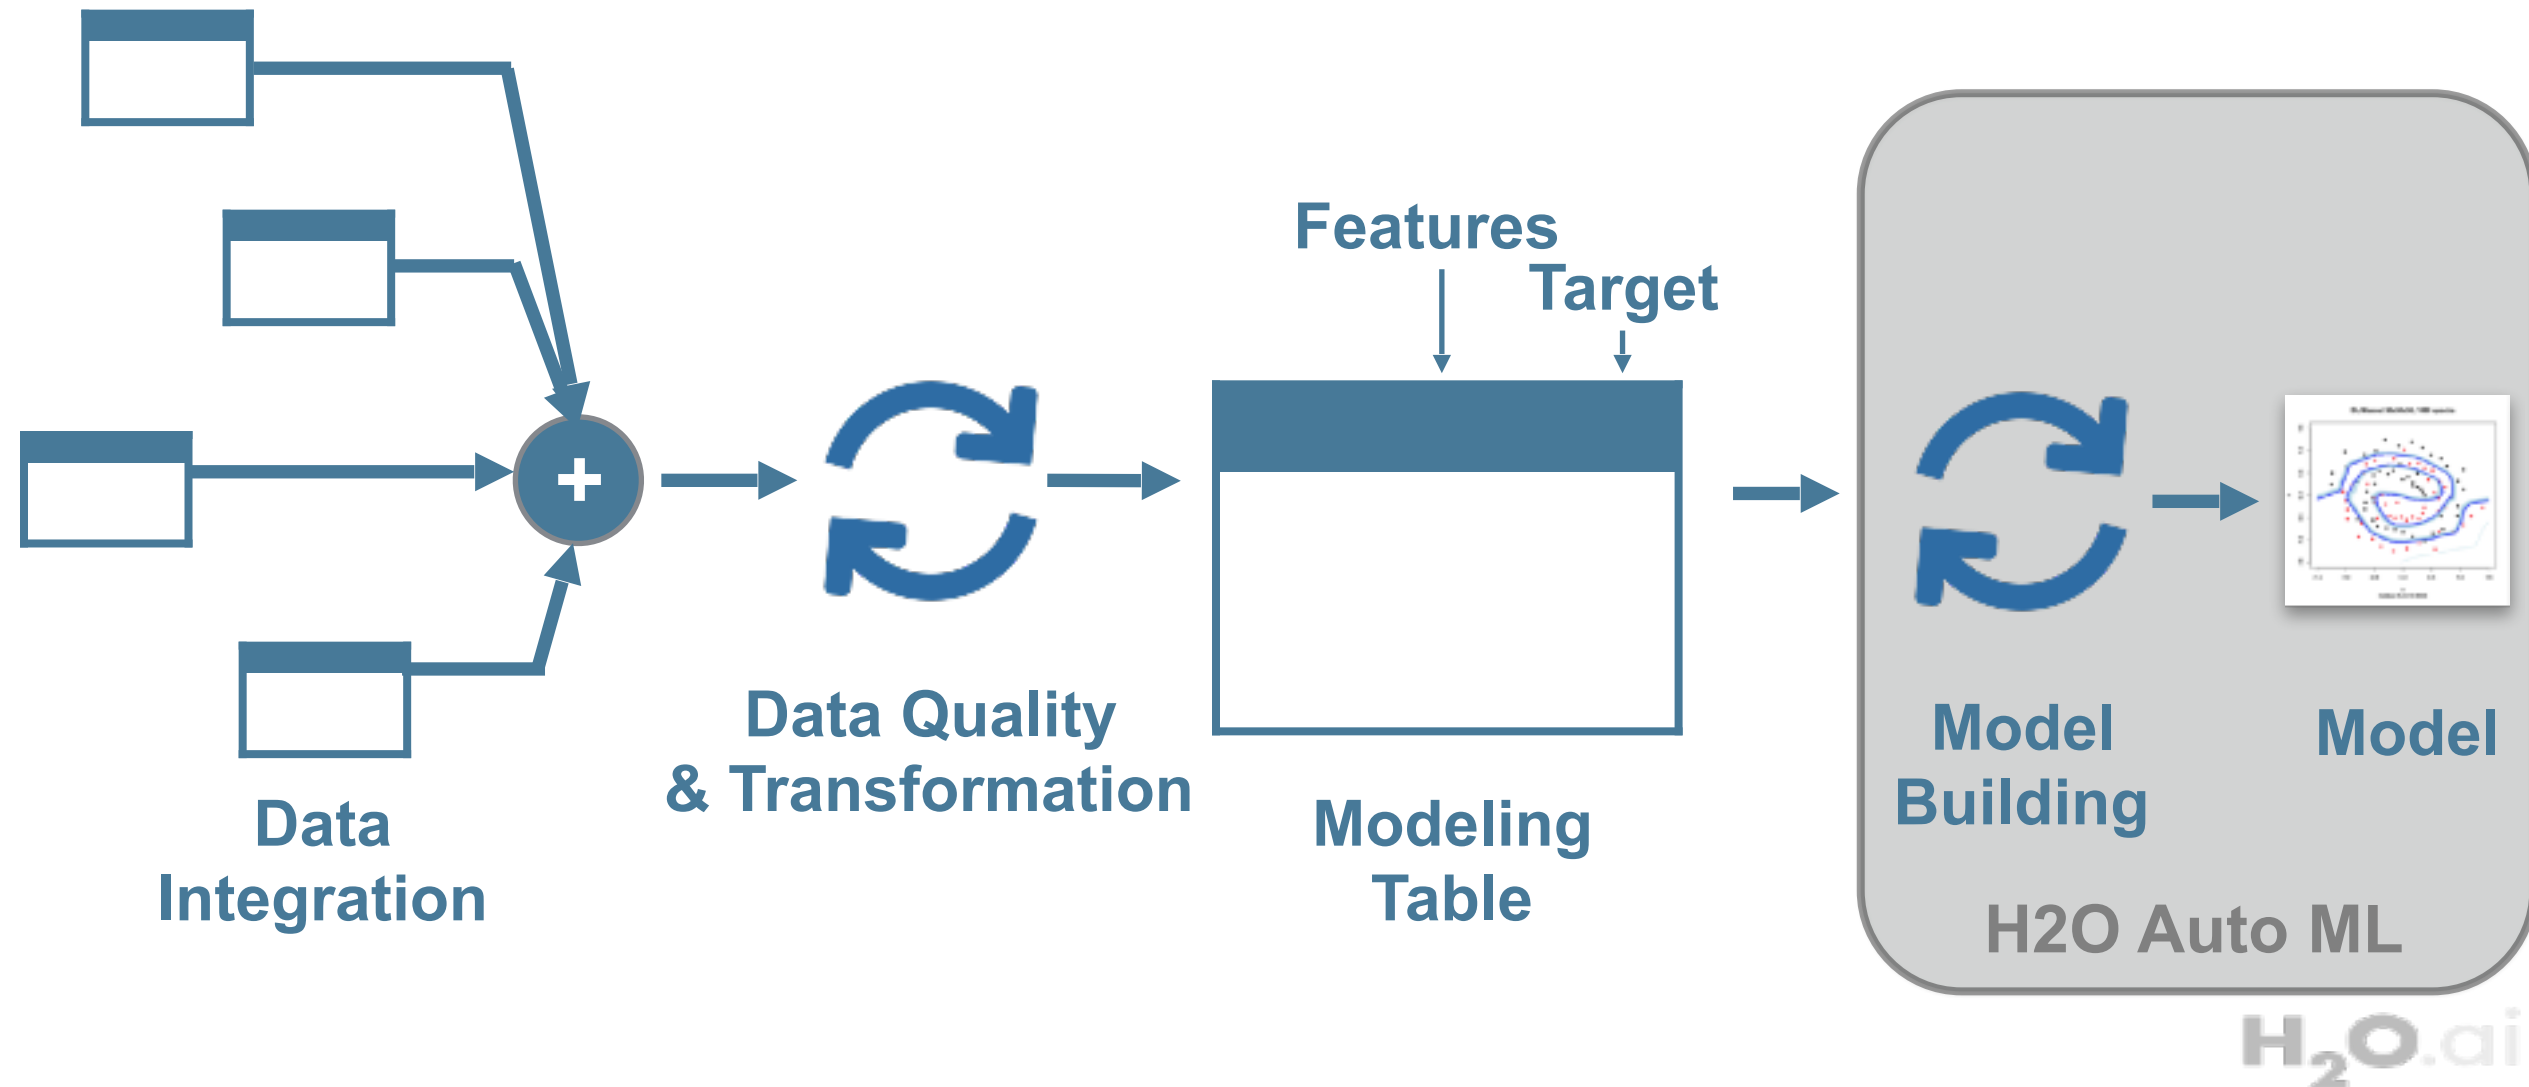 Features
Target
Data Quality
& Transformation
Data
Integration
Modeling
Table
Model
Building
Model
H2O Auto ML
H2O.ai